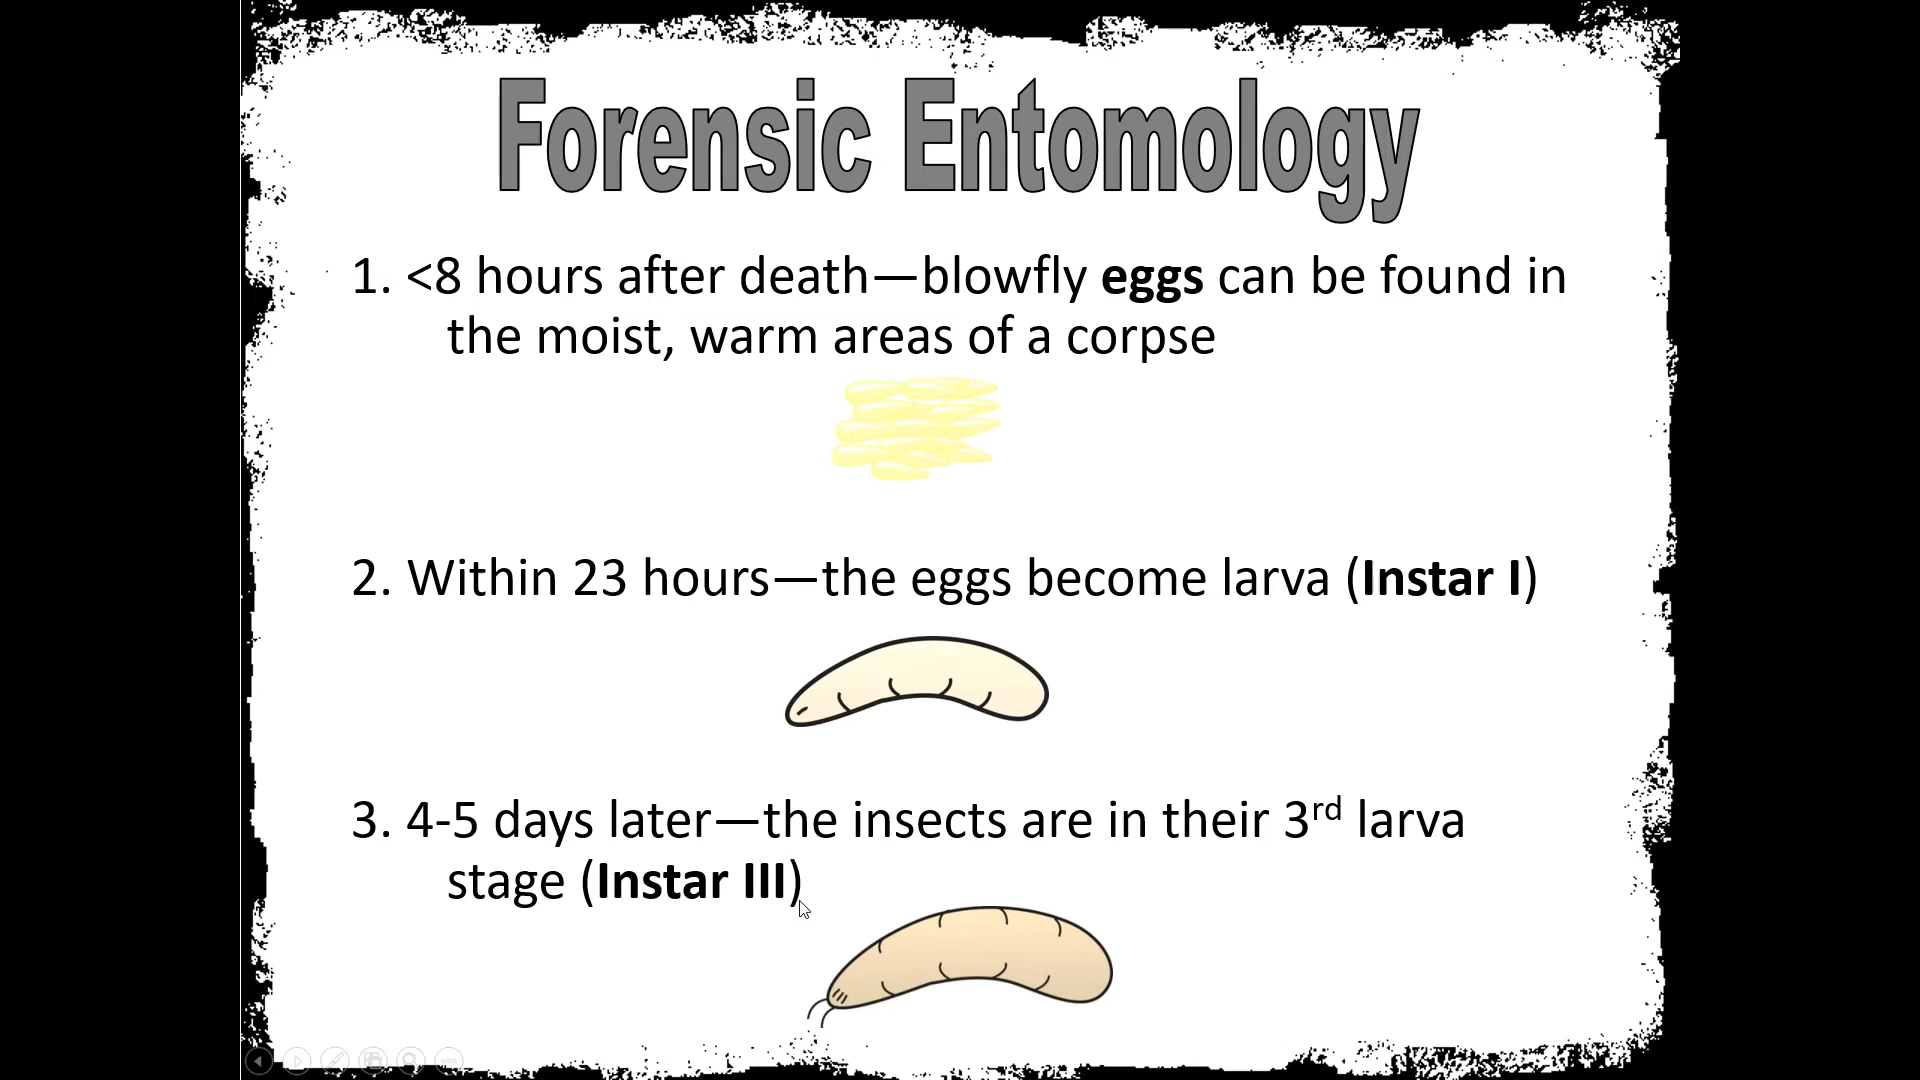 Forensic Entomology
1. <8 hours after death—blowfly eggs can be found in
the moist, warm areas of a corpse
2. Within 23 hours—the eggs become larva (Instar I)
3. 4-5 days later—the insects are in their 3rd larva
stage (Instar III)